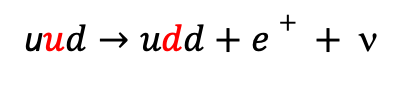 uud → udd + e⁺ + ν